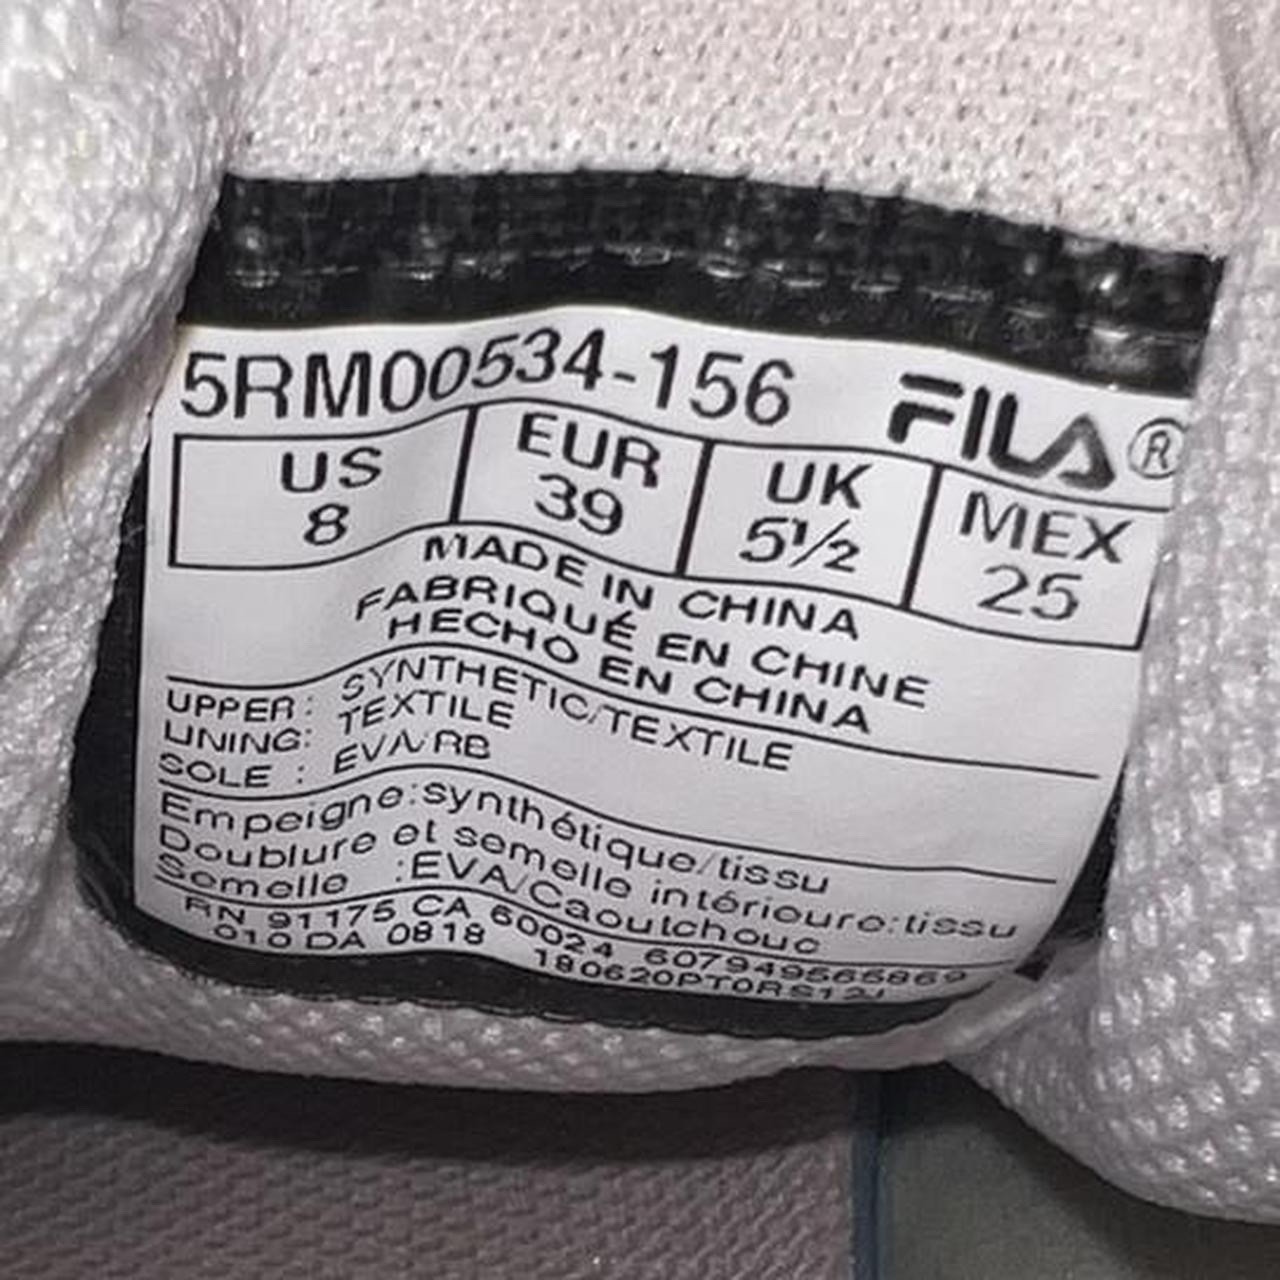 5RM00534-156 FILA®
US EUR UK MEX
8 39 5½ 25
MADE IN CHINA
FABRIQUÉ EN CHINE
HECHO EN CHINA
UPPER: SYNTHETIC/TEXTILE
LINING: TEXTILE
SOLE : EVA/RB
Empeigne:synthétique/tissu
Doublure et semelle intérieure:tissu
Semelle :EVA/Caoutchouc
RN 91175 CA 60024 607949565869
010 DA 0818